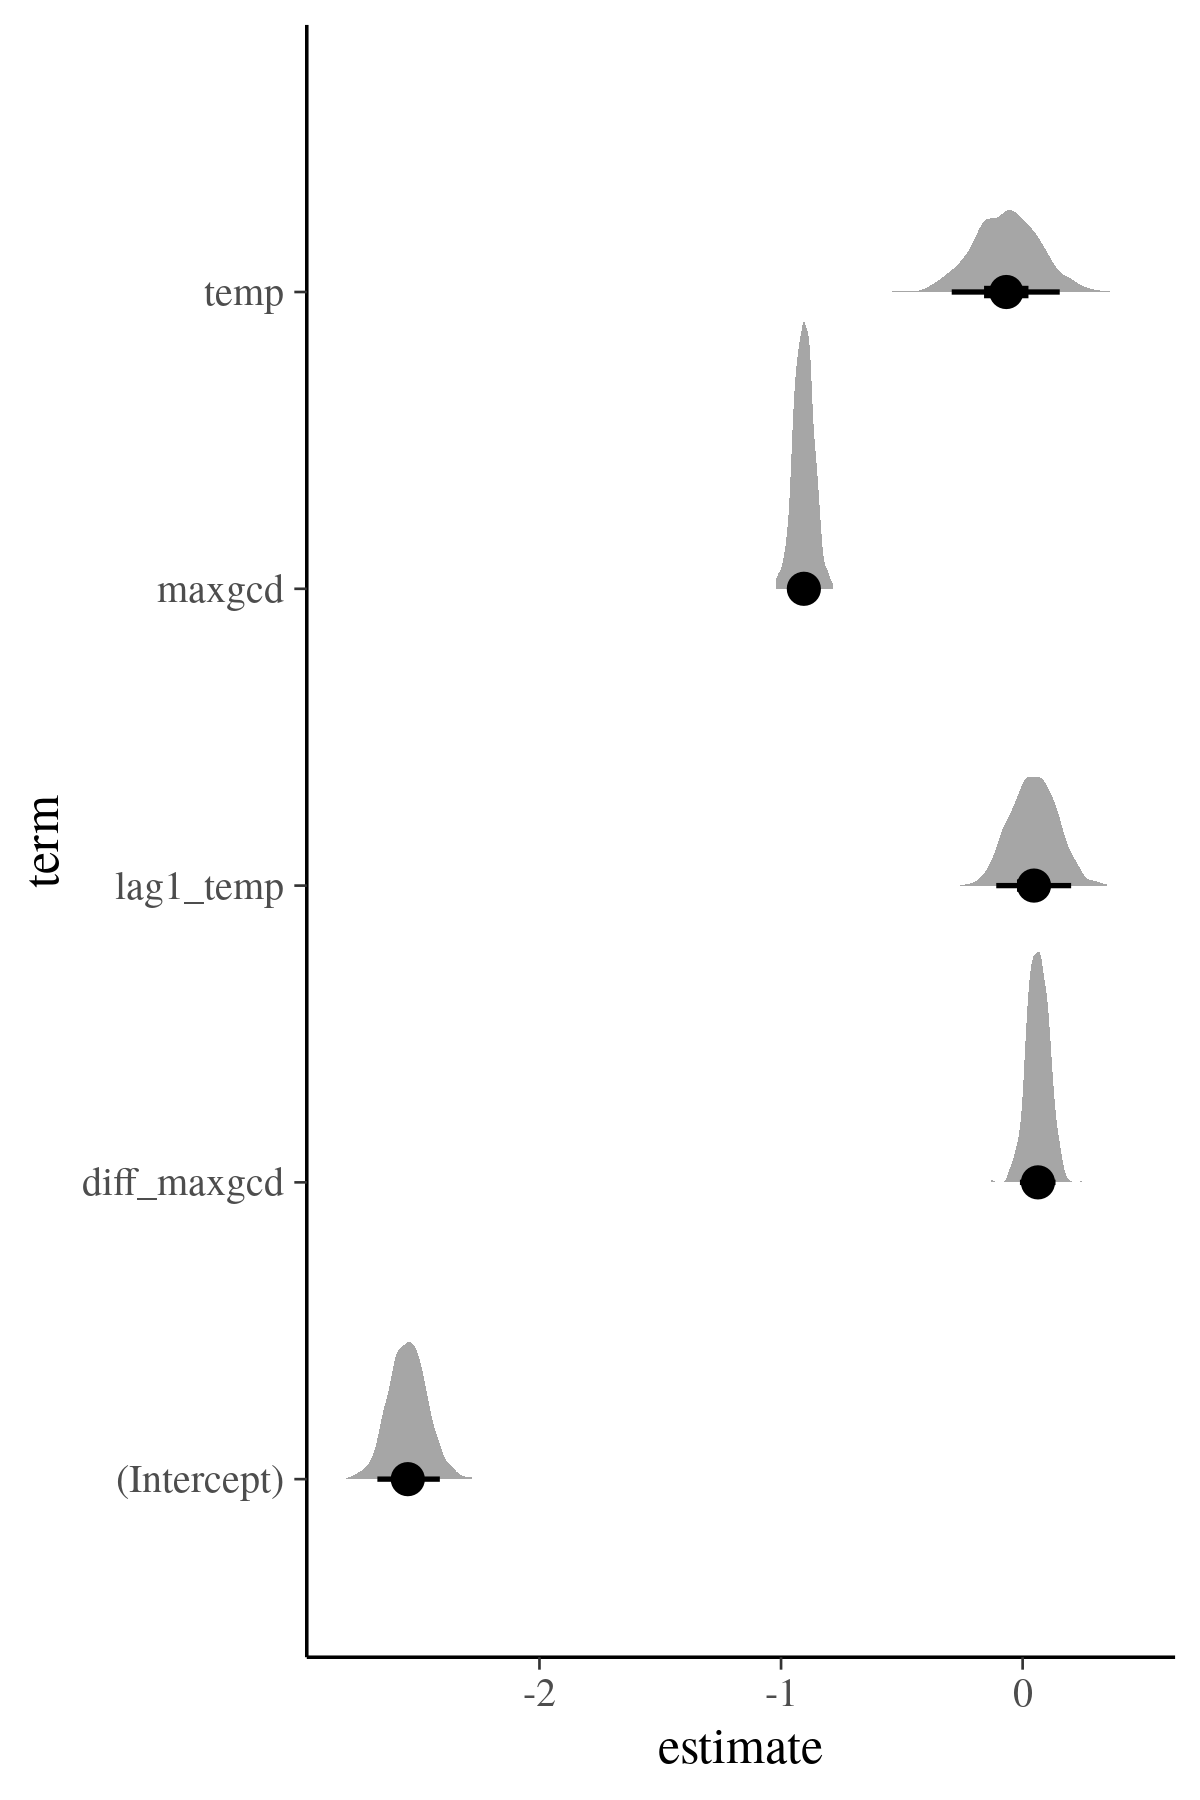 temp
maxgcd
lag1_temp
diff_maxgcd
(Intercept)
term
-2
-1
0
estimate